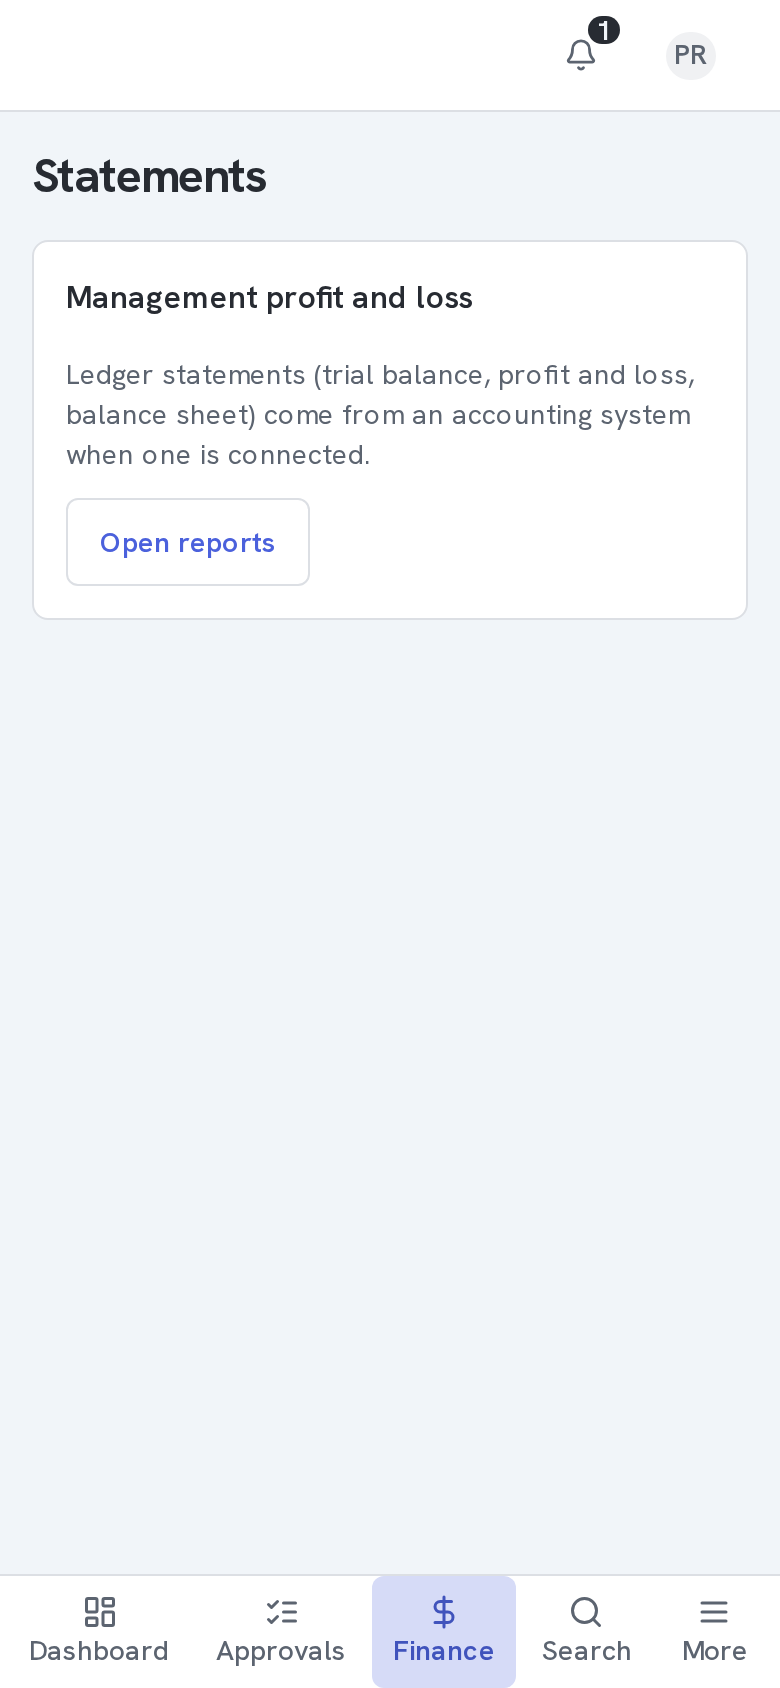 1
PR
Statements
Management profit and loss
Ledger statements (trial balance, profit and loss,
balance sheet) come from an accounting system
when one is connected.
Open reports
Dashboard
Approvals
Finance
Search
More